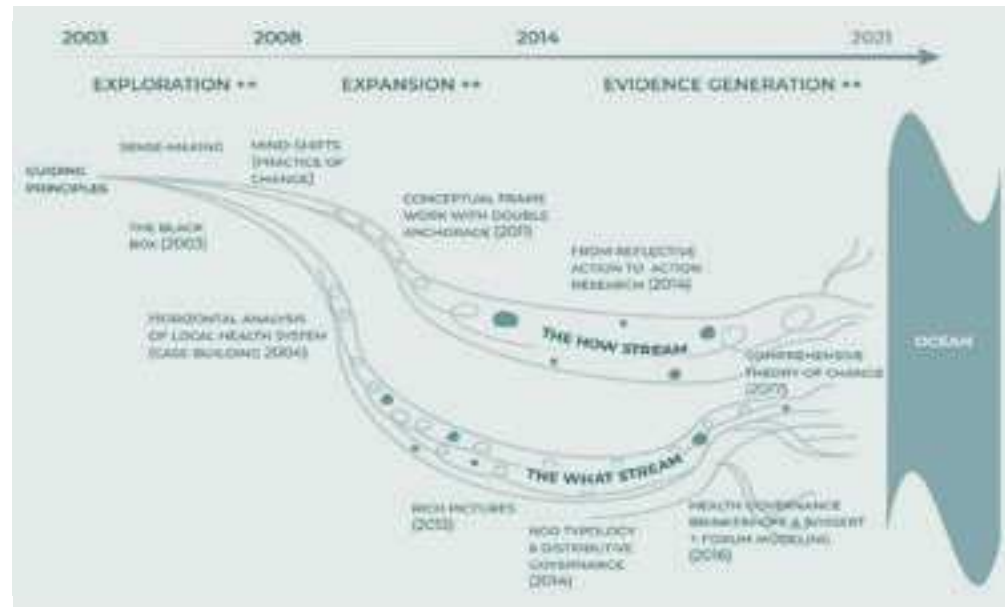 2003
2008
2014
2021
EXPLORATION ↔
EXPANSION ↔
EVIDENCE GENERATION ↔
GUIDING
PRINCIPLES
SENSE-MAKING
MIND-SHIFTS
(PRACTICE OF
CHANGE)
THE BLACK
BOX (2003)
CONCEPTUAL FRAME
WORK WITH DOUBLE
ANCHORAGE (2011)
FROM REFLECTIVE
ACTION TO ACTION
RESEARCH (2014)
HORIZONTAL ANALYSIS
OF LOCAL HEALTH SYSTEM
(CASE BUILDING 2004)
THE HOW STREAM
COMPREHENSIVE
THEORY OF CHANGE
(2017)
OCEAN
THE WHAT STREAM
RICH PICTURES
NGO TYPOLOGY
& DISTRIBUTIVE
GOVERNANCE
(2014)
HEALTH GOVERNANCE
BRINKERHOFF & BOSSERT
+ FORUM MODELING
(2016)